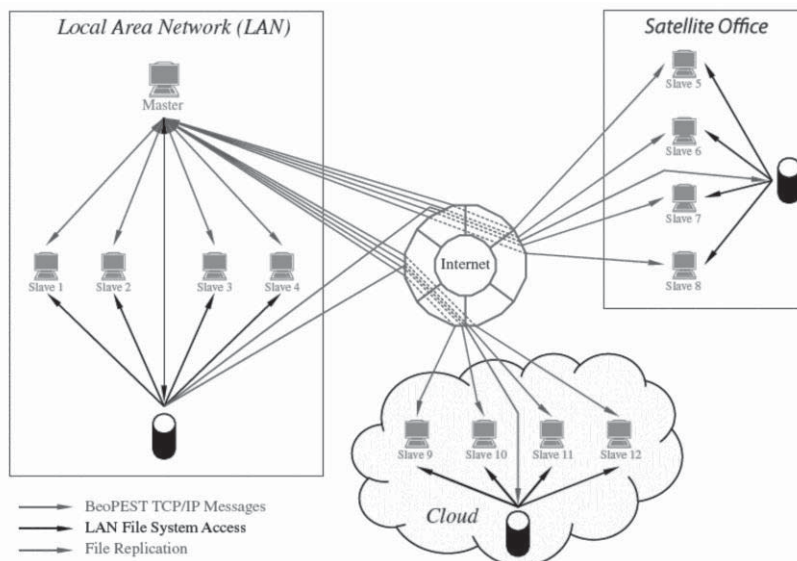 Local Area Network (LAN)
Master
Slave 1
Slave 2
Slave 3
Slave 4
Internet
Satellite Office
Slave 5
Slave 6
Slave 7
Slave 8
Slave 9
Slave 10
Slave 11
Slave 12
Cloud
BeoPEST TCP/IP Messages
LAN File System Access
File Replication